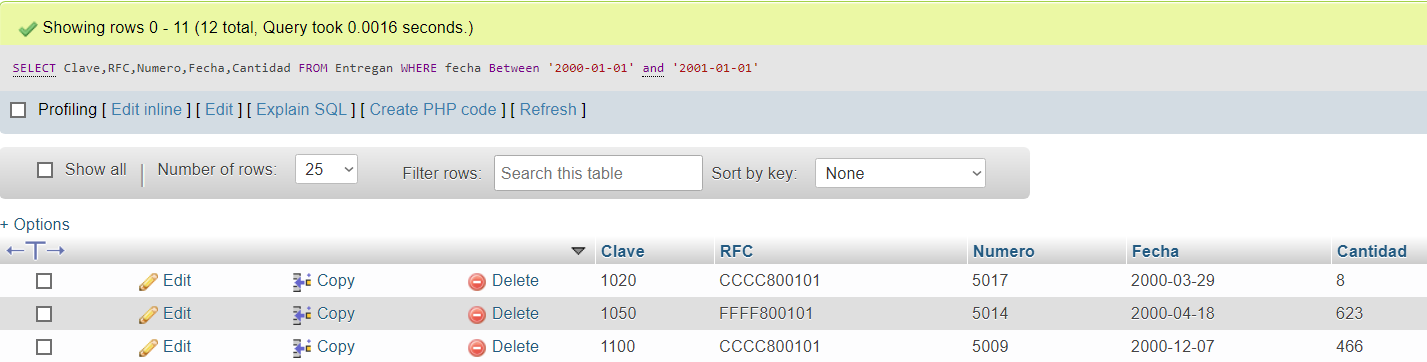 Showing rows 0 - 11 (12 total, Query took 0.0016 seconds.)
SELECT Clave,RFC,Numero,Fecha,Cantidad FROM Entregan WHERE fecha Between '2000-01-01' and '2001-01-01'
Profiling [ Edit inline ] [ Edit ] [ Explain SQL ] [ Create PHP code ] [ Refresh ]
Show all | Number of rows: 25 Filter rows: Search this table Sort by key: None
+ Options
←T→ Clave RFC Numero Fecha Cantidad
Edit Copy Delete 1020 CCCC800101 5017 2000-03-29 8
Edit Copy Delete 1050 FFFF800101 5014 2000-04-18 623
Edit Copy Delete 1100 CCCC800101 5009 2000-12-07 466